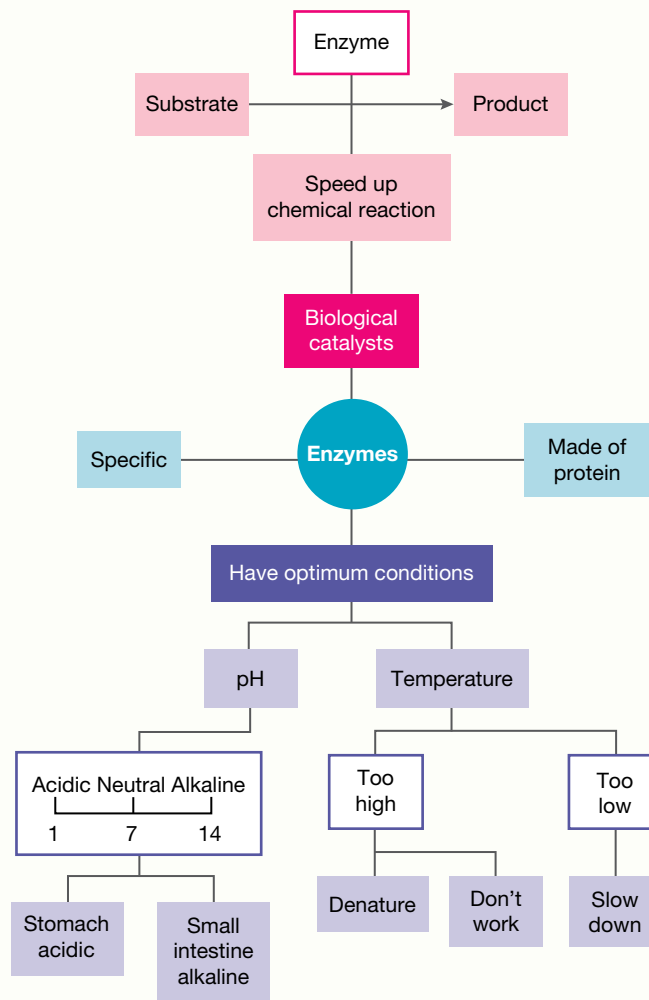 Enzyme
Substrate
Product
Speed up
chemical reaction
Biological
catalysts
Specific
Enzymes
Made of
protein
Have optimum conditions
pH
Temperature
Acidic Neutral Alkaline
1 7 14
Too
high
Too
low
Stomach
acidic
Small
intestine
alkaline
Denature
Don't
work
Slow
down